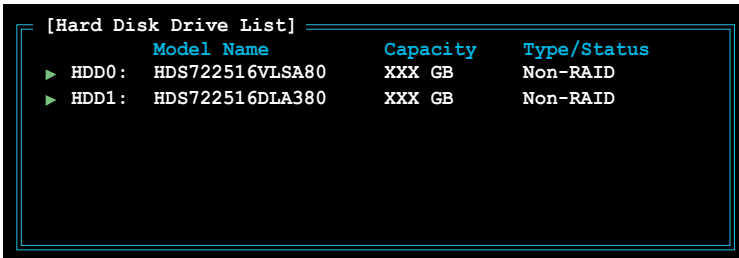 [Hard Disk Drive List]
Model Name Capacity Type/Status
HDD0: HDS722516VLSA80 XXX GB Non-RAID
HDD1: HDS722516DLA380 XXX GB Non-RAID